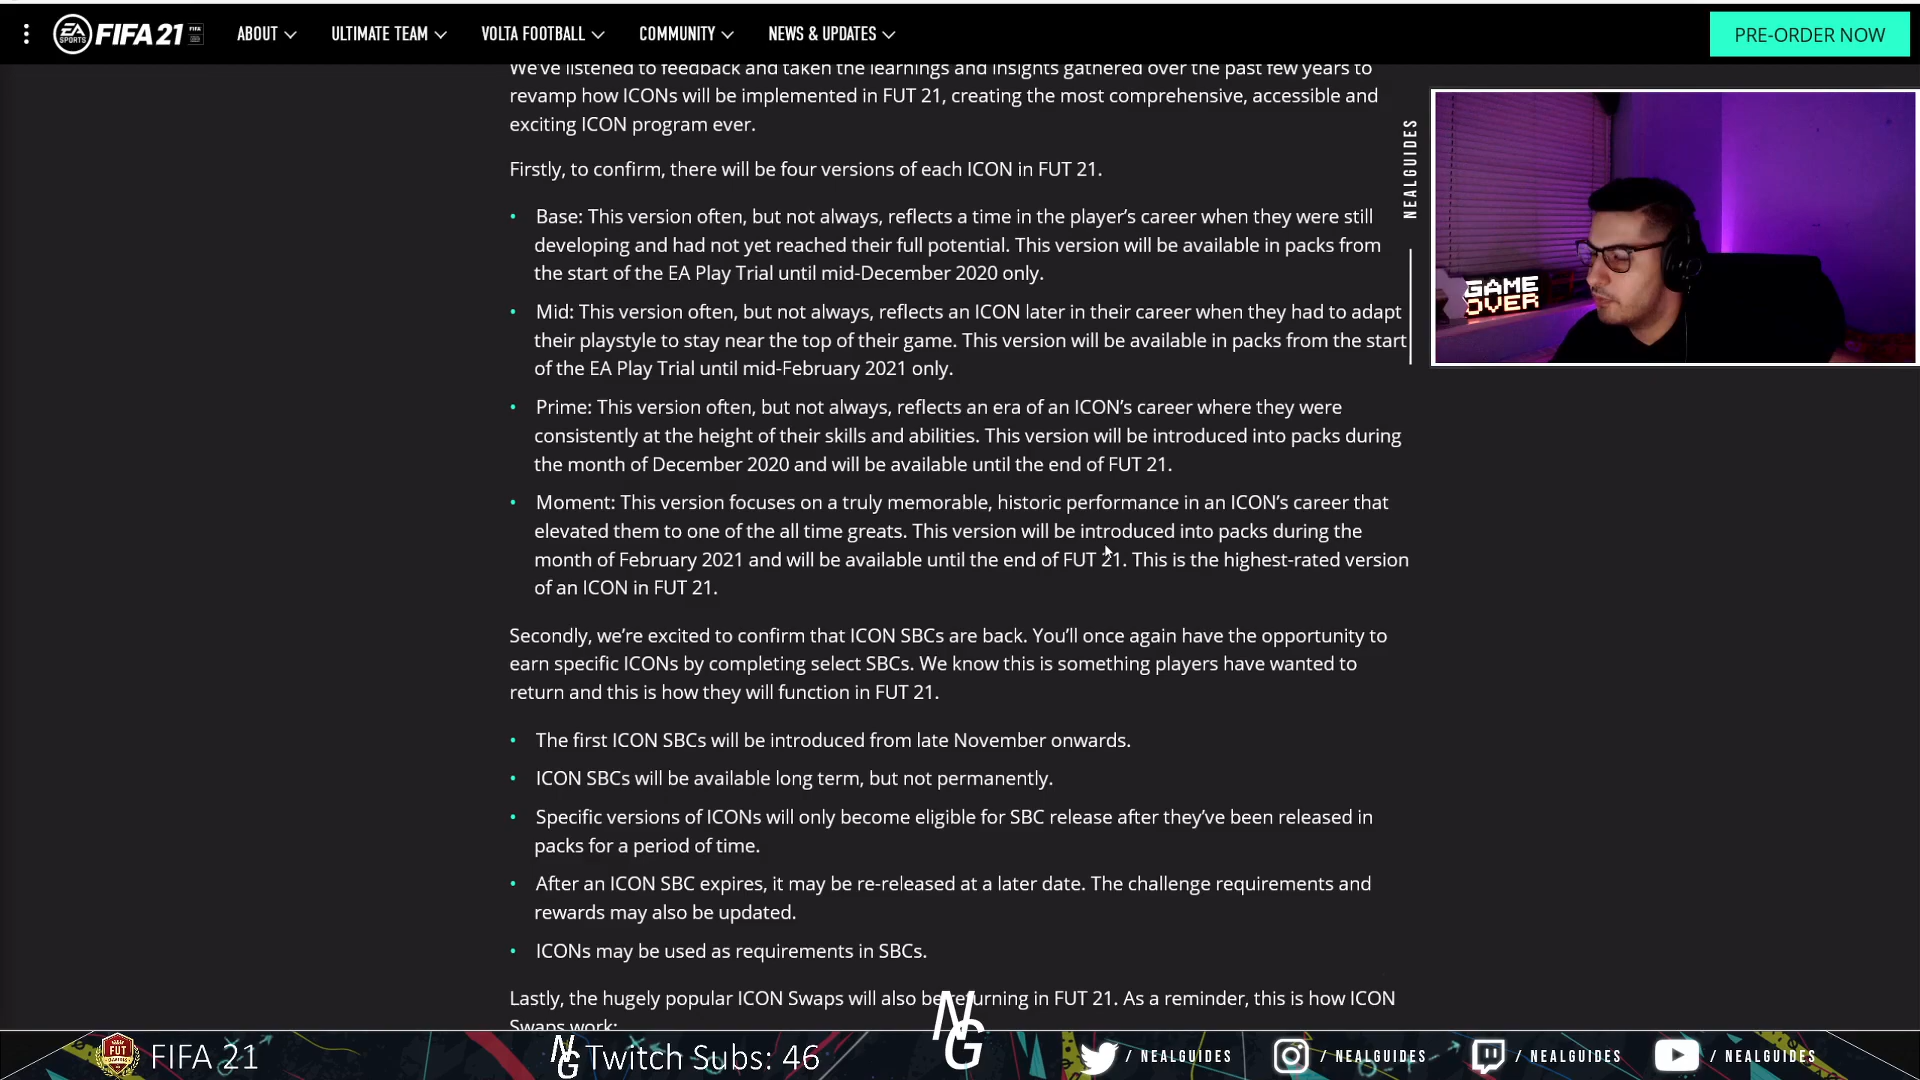 EA SPORTS FIFA 21
ABOUT
ULTIMATE TEAM
VOLTA FOOTBALL
COMMUNITY
NEWS & UPDATES
PRE-ORDER NOW
We've listened to feedback and taken the learnings and insights gathered over the past few years to
revamp how ICONs will be implemented in FUT 21, creating the most comprehensive, accessible and
exciting ICON program ever.
Firstly, to confirm, there will be four versions of each ICON in FUT 21.
• Base: This version often, but not always, reflects a time in the player's career when they were still
developing and had not yet reached their full potential. This version will be available in packs from
the start of the EA Play Trial until mid-December 2020 only.
• Mid: This version often, but not always, reflects an ICON later in their career when they had to adapt
their playstyle to stay near the top of their game. This version will be available in packs from the start
of the EA Play Trial until mid-February 2021 only.
• Prime: This version often, but not always, reflects an era of an ICON's career where they were
consistently at the height of their skills and abilities. This version will be introduced into packs during
the month of December 2020 and will be available until the end of FUT 21.
• Moment: This version focuses on a truly memorable, historic performance in an ICON's career that
elevated them to one of the all time greats. This version will be introduced into packs during the
month of February 2021 and will be available until the end of FUT 21. This is the highest-rated version
of an ICON in FUT 21.
Secondly, we're excited to confirm that ICON SBCs are back. You'll once again have the opportunity to
earn specific ICONs by completing select SBCs. We know this is something players have wanted to
return and this is how they will function in FUT 21.
• The first ICON SBCs will be introduced from late November onwards.
• ICON SBCs will be available long term, but not permanently.
• Specific versions of ICONs will only become eligible for SBC release after they've been released in
packs for a period of time.
• After an ICON SBC expires, it may be re-released at a later date. The challenge requirements and
rewards may also be updated.
• ICONs may be used as requirements in SBCs.
Lastly, the hugely popular ICON Swaps will also be returning in FUT 21. As a reminder, this is how ICON
Swaps work:
NEALGUIDES
GAME
OVER
FUT
FIFA 21
NG
Twitch Subs: 46
NG
/ NEALGUIDES
/ NEALGUIDES
/ NEALGUIDES
/ NEALGUIDES